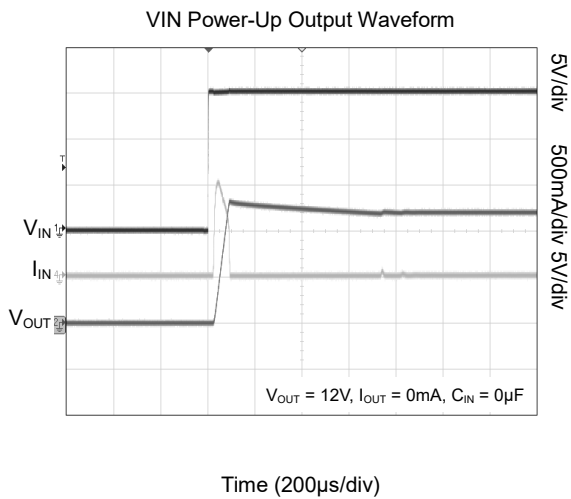 VIN Power-Up Output Waveform
5V/div
T
500mA/div 5V/div
VIN
IIN
VOUT
VOUT = 12V, IOUT = 0mA, CIN = 0μF
Time (200μs/div)